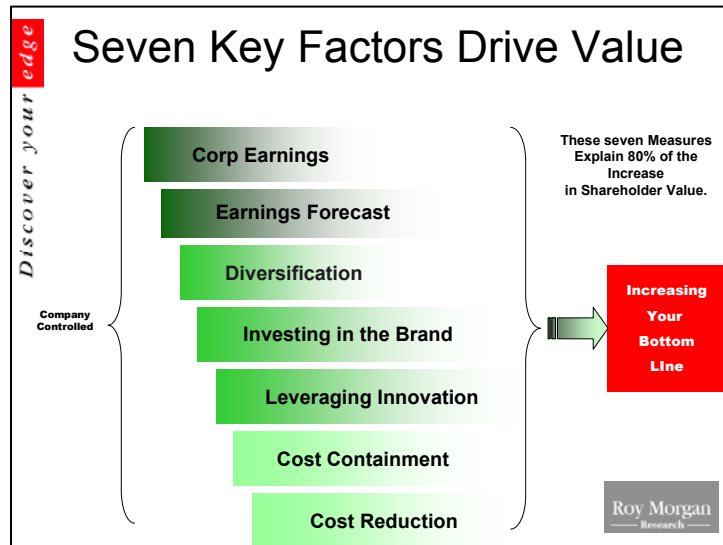 Discover your edge
Seven Key Factors Drive Value
Company
Controlled
Corp Earnings
Earnings Forecast
Diversification
Investing in the Brand
Leveraging Innovation
Cost Containment
Cost Reduction
These seven Measures
Explain 80% of the
Increase
in Shareholder Value.
Increasing
Your
Bottom
LIne
Roy Morgan
Research